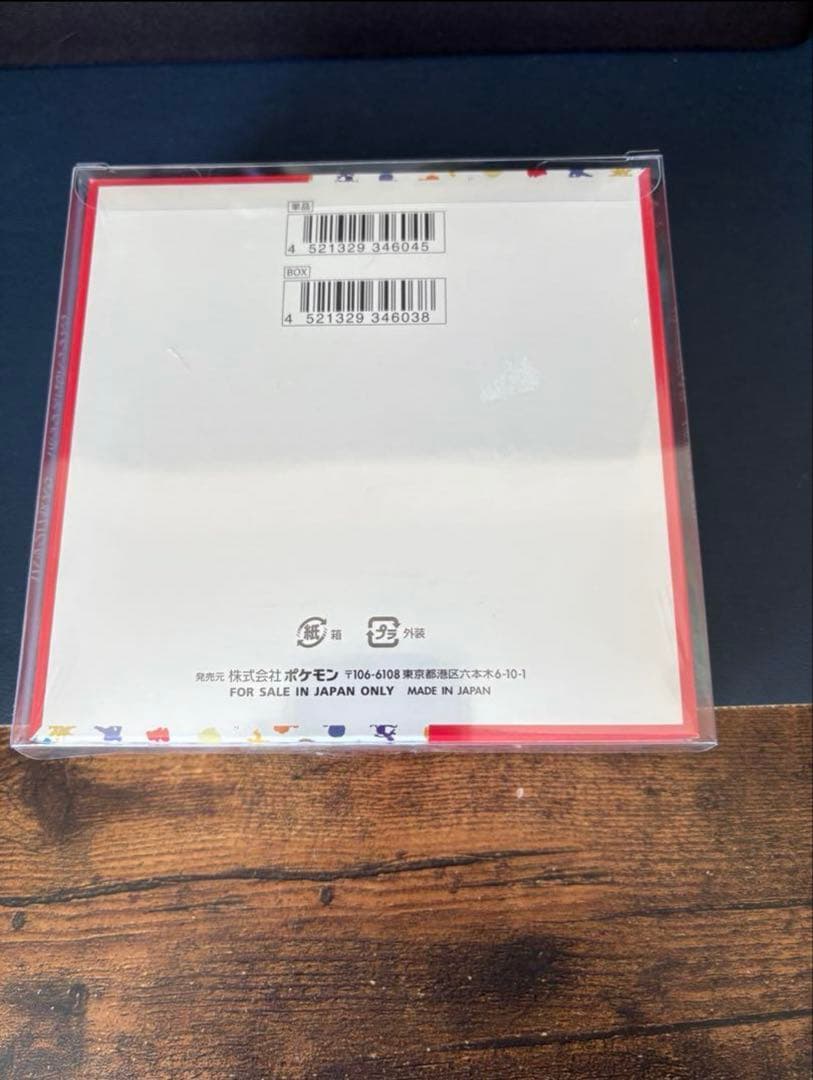 単品
4 521329 346045
BOX
4 521329 346038
紙 箱 プラ 外装
発売元 株式会社ポケモン 〒106-6108 東京都港区六本木6-10-1
FOR SALE IN JAPAN ONLY MADE IN JAPAN